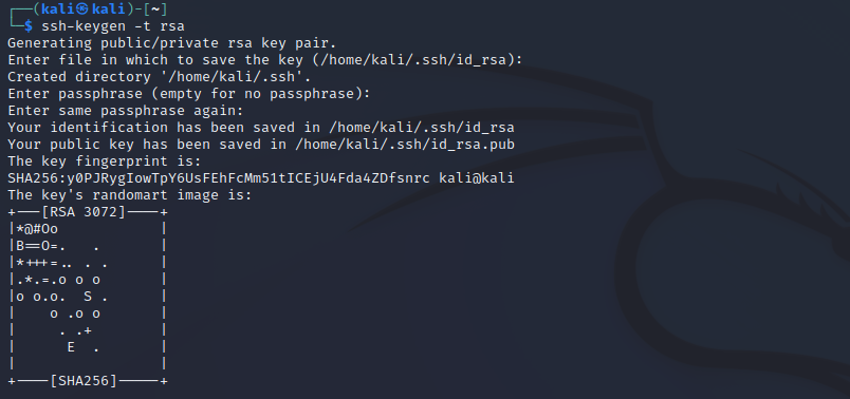 ┌──(kali㉿kali)-[~]
└─$ ssh-keygen -t rsa
Generating public/private rsa key pair.
Enter file in which to save the key (/home/kali/.ssh/id_rsa):
Created directory '/home/kali/.ssh'.
Enter passphrase (empty for no passphrase):
Enter same passphrase again:
Your identification has been saved in /home/kali/.ssh/id_rsa
Your public key has been saved in /home/kali/.ssh/id_rsa.pub
The key fingerprint is:
SHA256:y0PJRygIowTpY6UsFEhFcMm51tICEjU4Fda4ZDfsnrc kali@kali
The key's randomart image is:
+---[RSA 3072]----+
|*@#Oo            |
|B==O=.   .       |
|*+++=.. . .      |
|.*.=.o o o       |
|o o.o.  S .      |
|    o .o o       |
|     . .+        |
|      E  .       |
|                 |
+----[SHA256]-----+